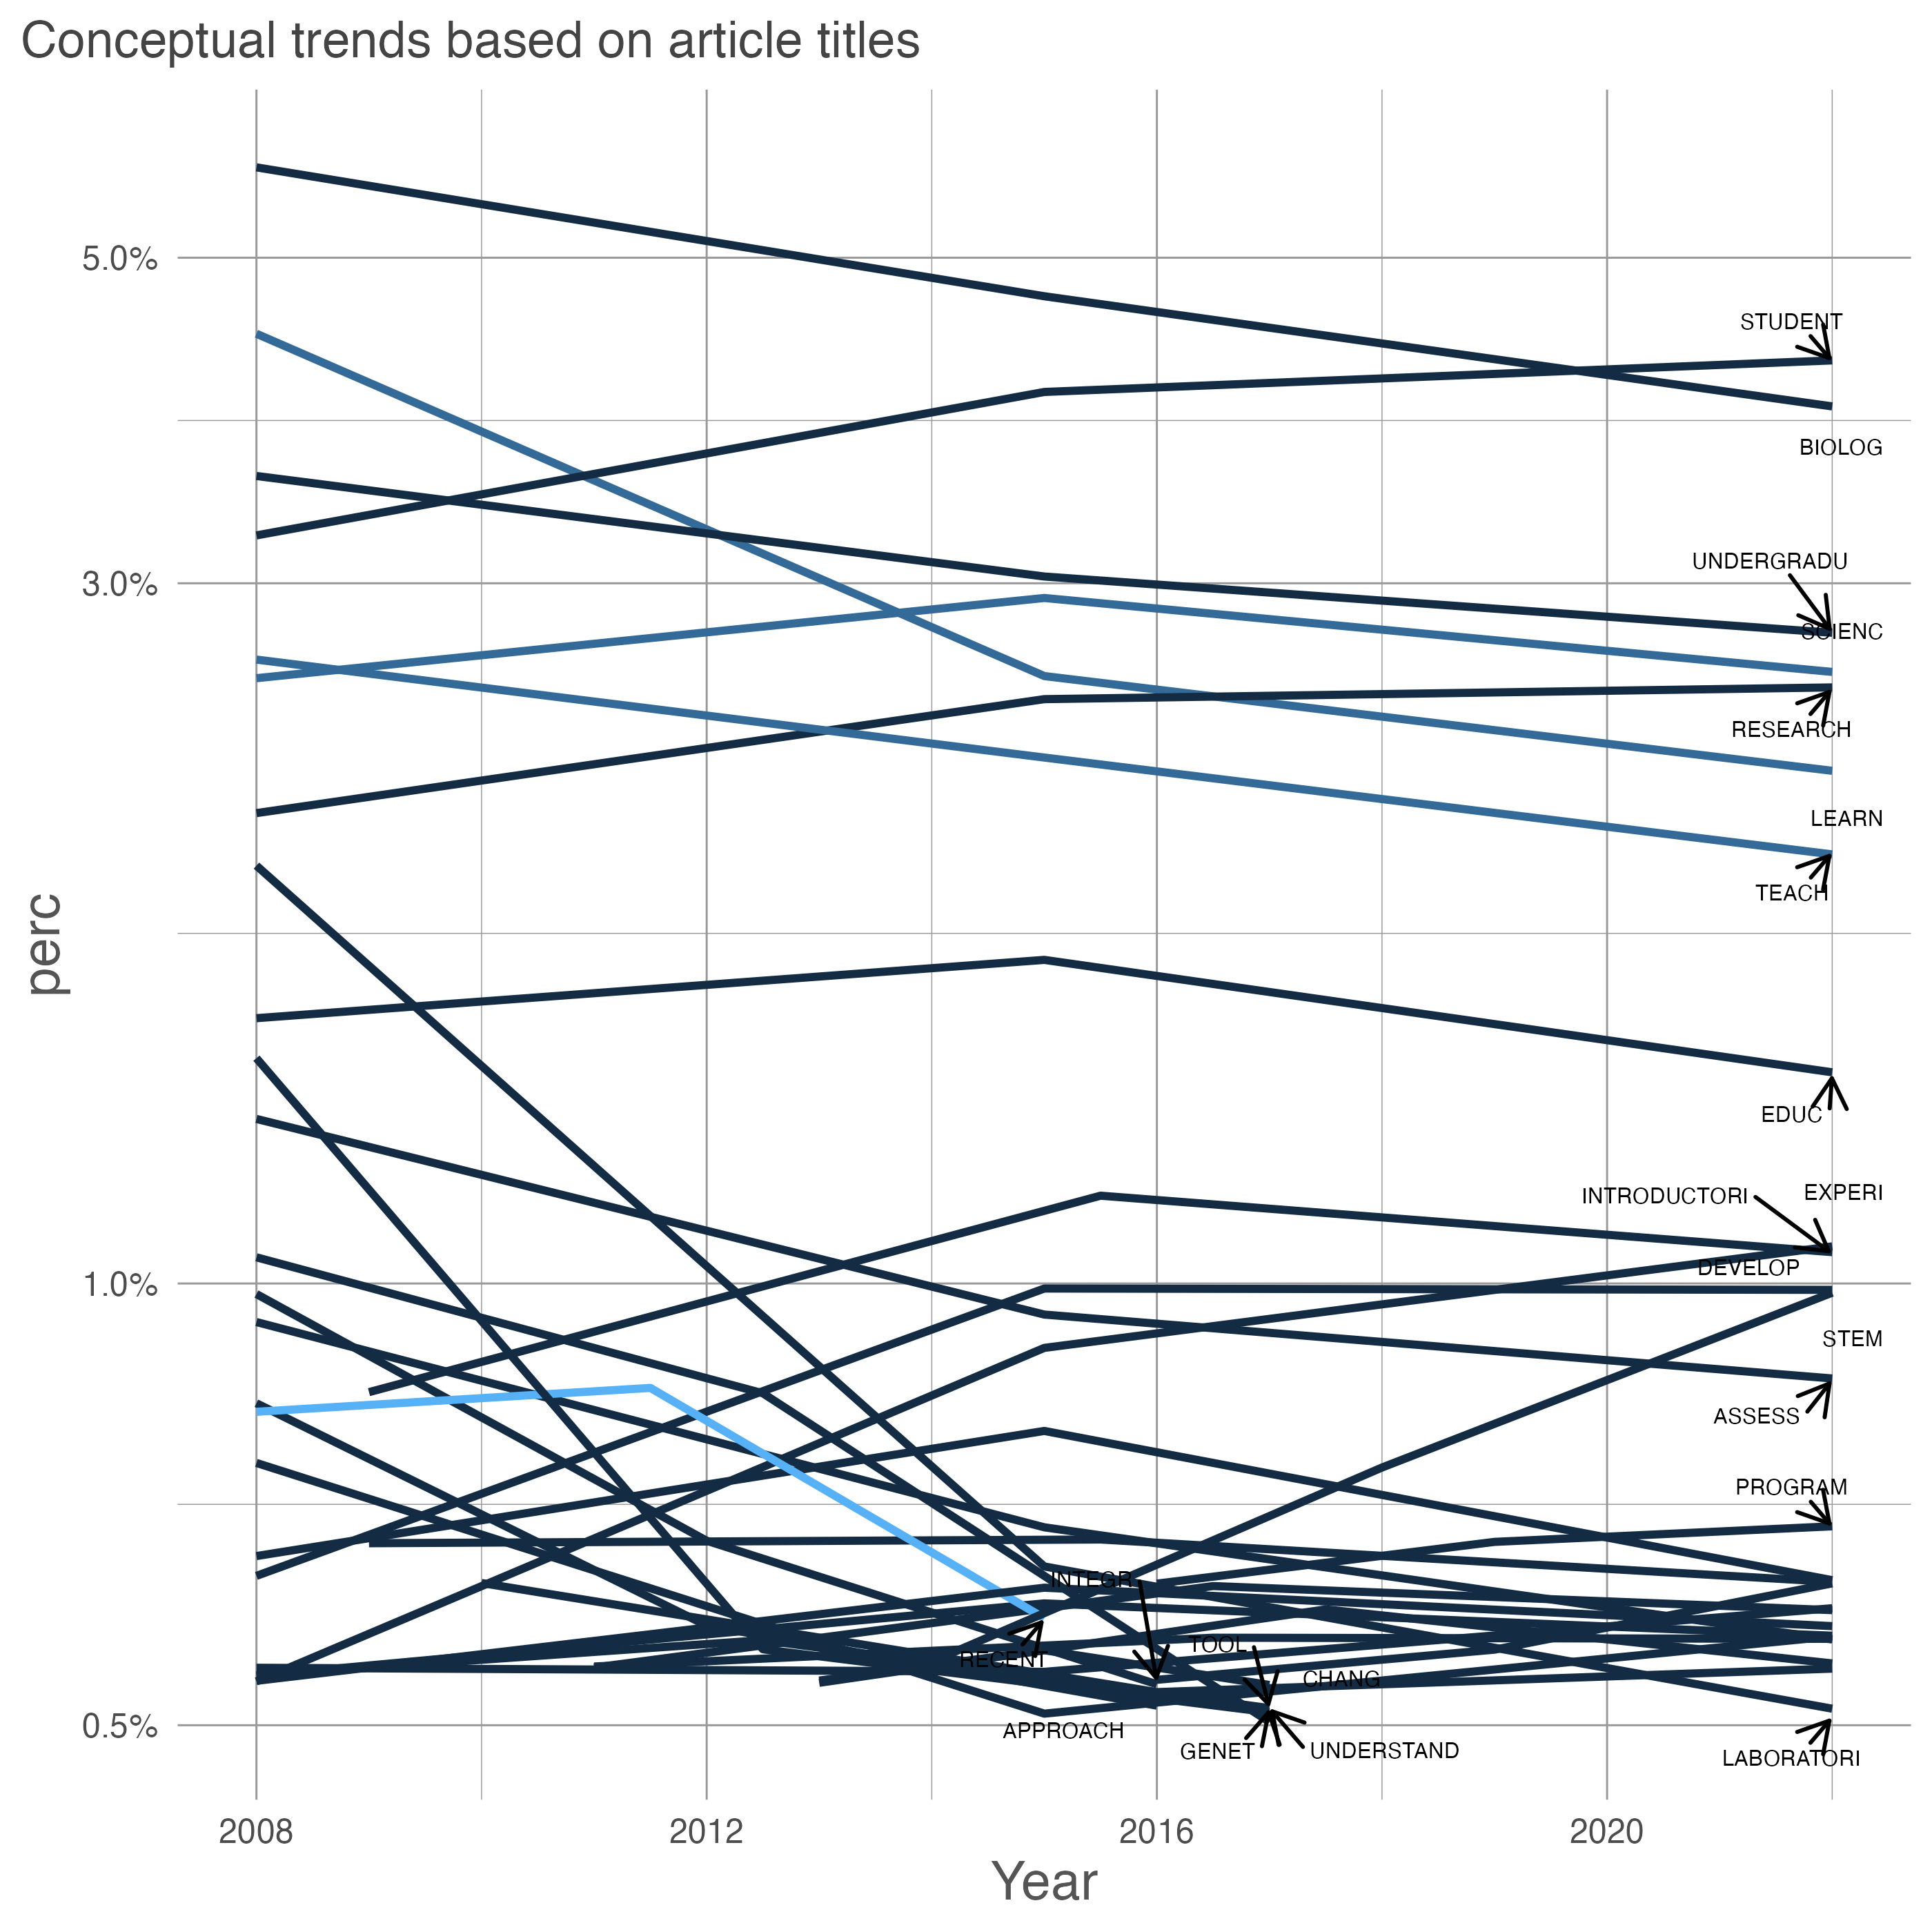 Conceptual trends based on article titles
5.0%
STUDENT
BIOLOG
3.0%
UNDERGRADU
SCIENC
RESEARCH
LEARN
TEACH
perc
EDUC
INTRODUCTORI
EXPERI
DEVELOP
1.0%
STEM
ASSESS
PROGRAM
INTEGR
TOOL
RECENT
CHANG
0.5%
APPROACH
GENET
UNDERSTAND
LABORATORI
2008
2012
2016
2020
Year